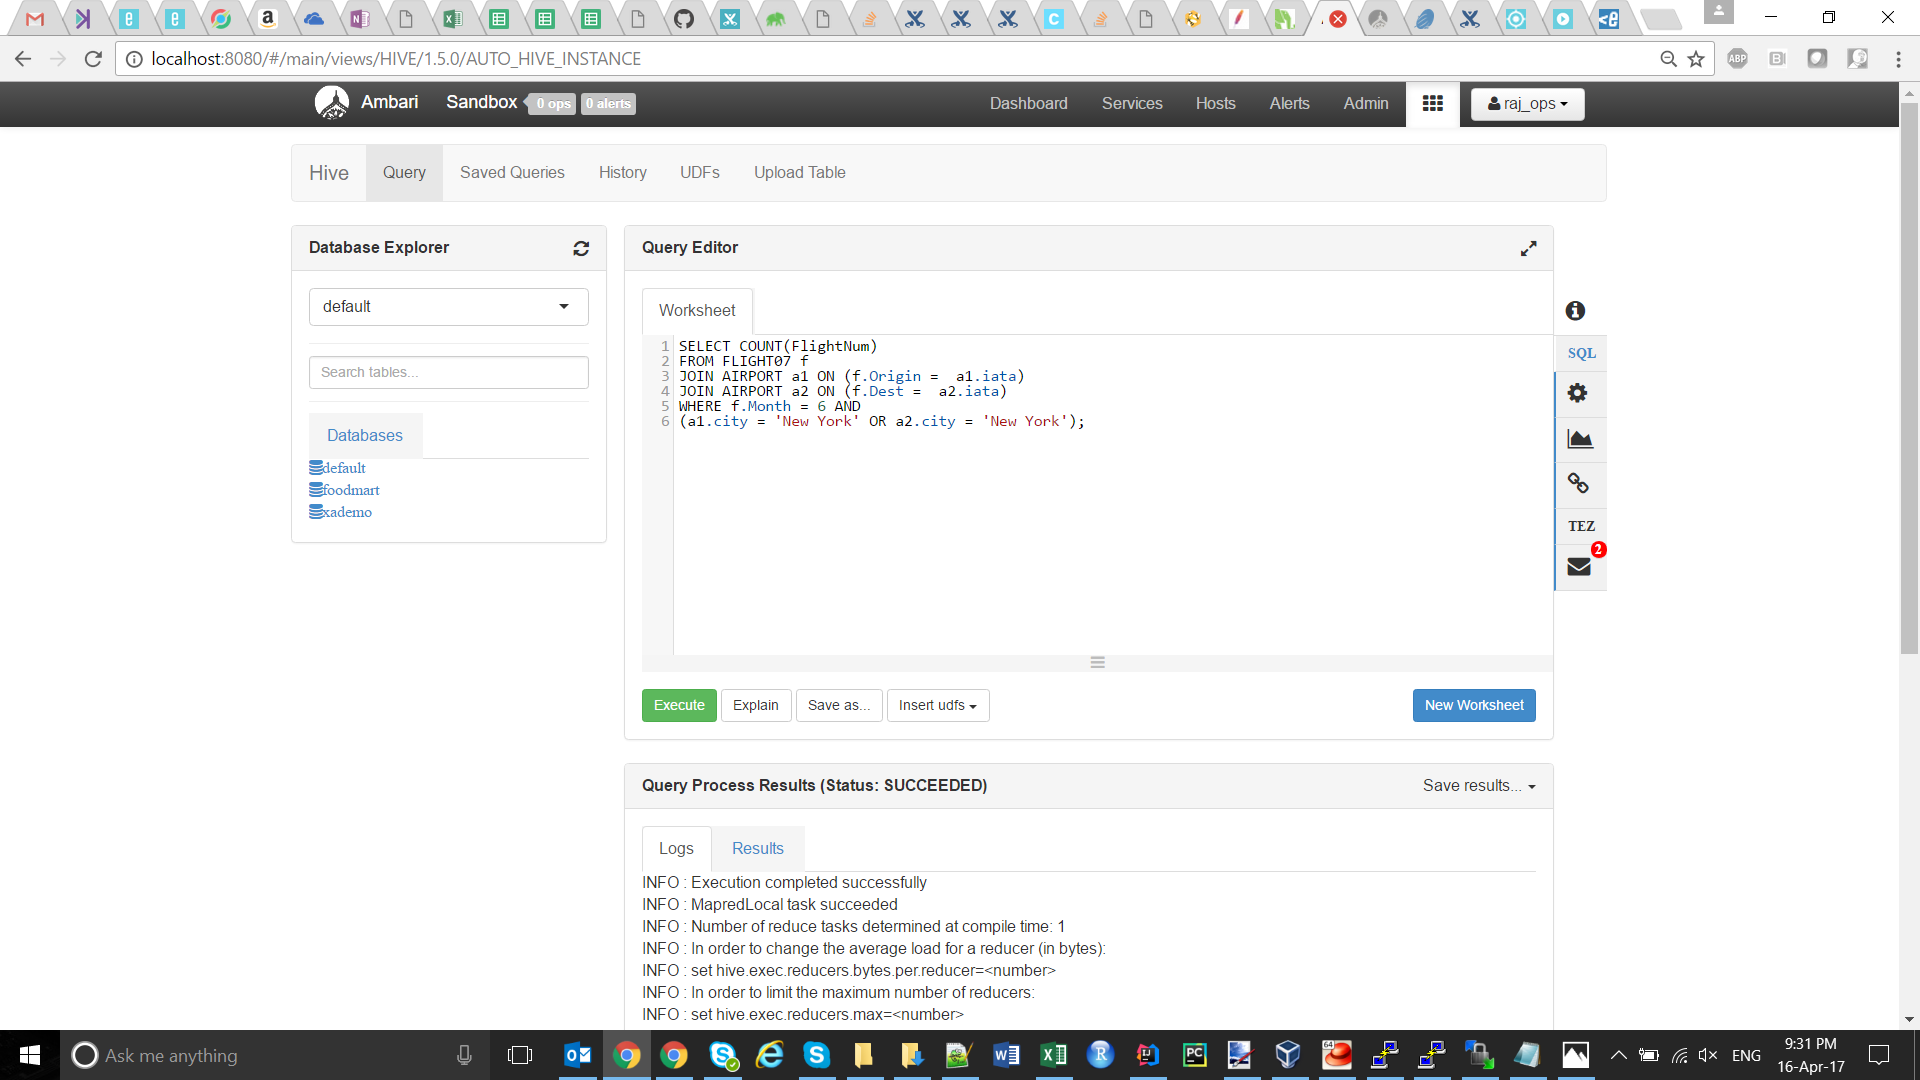 localhost:8080/#/main/views/HIVE/1.5.0/AUTO_HIVE_INSTANCE
ABP
Ambari
Sandbox
0 ops
0 alerts
Dashboard
Services
Hosts
Alerts
Admin
raj_ops
Hive
Query
Saved Queries
History
UDFs
Upload Table
Database Explorer
default
Search tables...
Databases
default
foodmart
xademo
Query Editor
Worksheet
1 SELECT COUNT(FlightNum)
2 FROM FLIGHT07 f
3 JOIN AIRPORT a1 ON (f.Origin =  a1.iata)
4 JOIN AIRPORT a2 ON (f.Dest =  a2.iata)
5 WHERE f.Month = 6 AND
6 (a1.city = 'New York' OR a2.city = 'New York');
SQL
TEZ
2
Execute
Explain
Save as...
Insert udfs
New Worksheet
Query Process Results (Status: SUCCEEDED)
Save results...
Logs
Results
INFO : Execution completed successfully
INFO : MapredLocal task succeeded
INFO : Number of reduce tasks determined at compile time: 1
INFO : In order to change the average load for a reducer (in bytes):
INFO : set hive.exec.reducers.bytes.per.reducer=<number>
INFO : In order to limit the maximum number of reducers:
INFO : set hive.exec.reducers.max=<number>
Ask me anything
ENG
9:31 PM
16-Apr-17